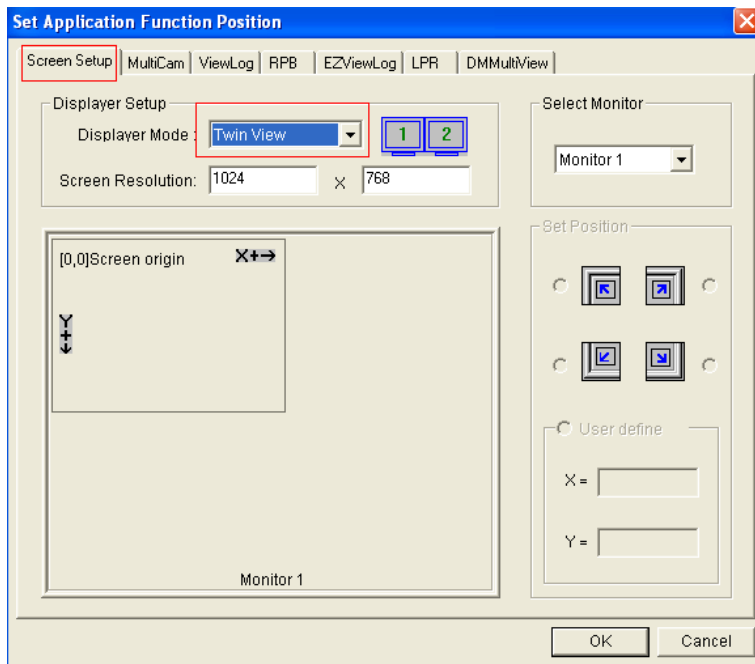 Set Application Function Position
Screen Setup MultiCam ViewLog RPB EZViewLog LPR DMMultiView
Displayer Setup
Displayer Mode : Twin View 1 2
Screen Resolution: 1024 X 768
Select Monitor
Monitor 1
[0,0]Screen origin X+→
Y+→
Monitor 1
Set Position
User define
X =
Y =
OK Cancel